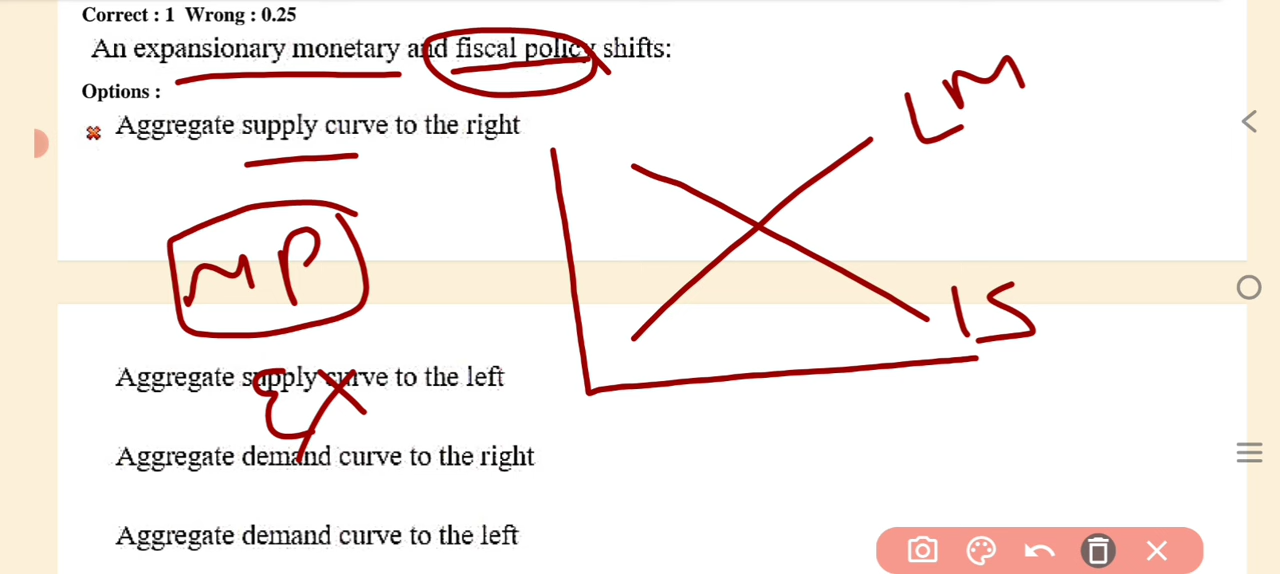 Correct : 1 Wrong : 0.25
An expansionary monetary and fiscal policy shifts:
Options :
Aggregate supply curve to the right
LM
MP
IS
Aggregate supply curve to the left
Ex
Aggregate demand curve to the right
Aggregate demand curve to the left